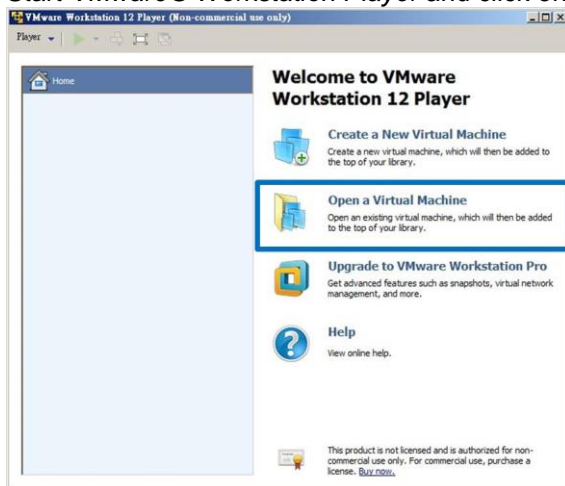 Start VMware® Workstation Player and click on
VMware Workstation 12 Player (Non-commercial use only)
Player
Home
Welcome to VMware
Workstation 12 Player
Create a New Virtual Machine
Create a new virtual machine, which will then be added to
the top of your library.
Open a Virtual Machine
Open an existing virtual machine, which will then be added
to the top of your library.
Upgrade to VMware Workstation Pro
Get advanced features such as snapshots, virtual network
management, and more.
Help
View online help.
This product is not licensed and is authorized for non-
commercial use only. For commercial use, purchase a
license. Buy now.